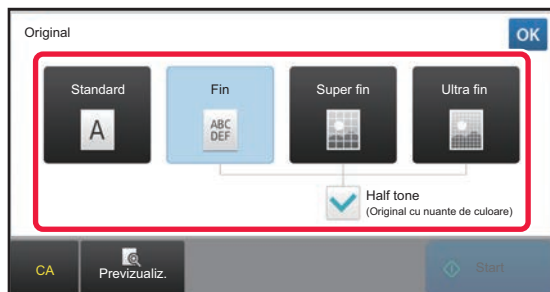 Original
OK
Standard
Fin
Super fin
Ultra fin
A
ABC
DEF
Half tone
(Original cu nuante de culoare)
CA
Previzualiz.
Start